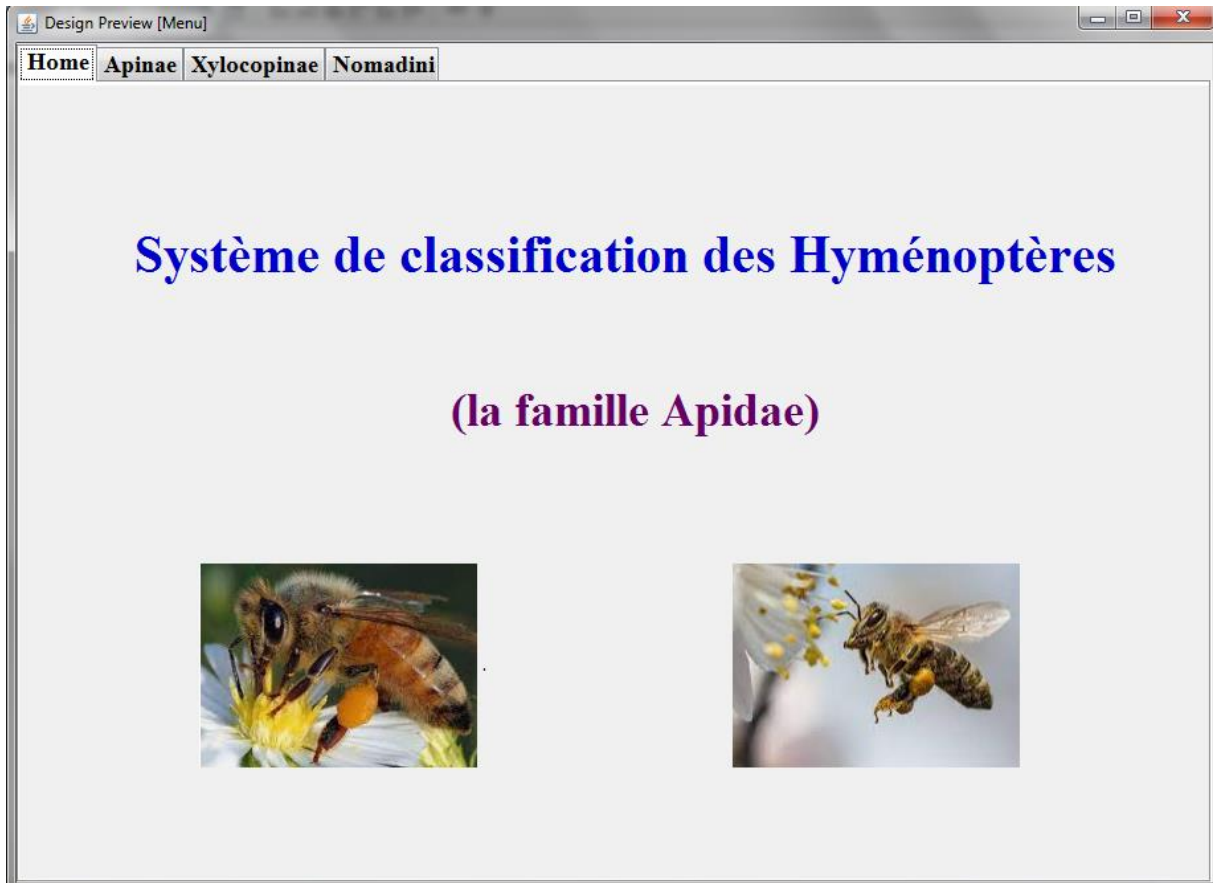 Design Preview [Menu]
Home Apinae Xylocopinae Nomadini
Système de classification des Hyménoptères
(la famille Apidae)